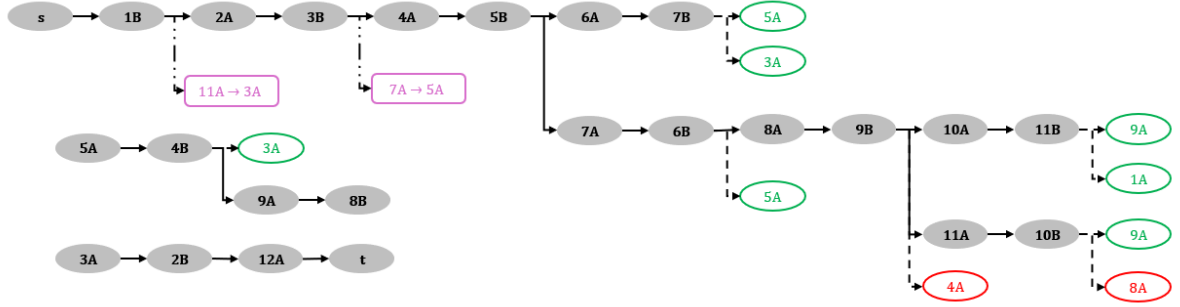 s 1B 2A 3B 4A 5B 6A 7B 5A
3A
11A → 3A 7A → 5A
7A 6B 8A 9B 10A 11B 9A
5A 4B 3A
1A
9A 8B 5A
11A 10B 9A
3A 2B 12A t
4A 8A